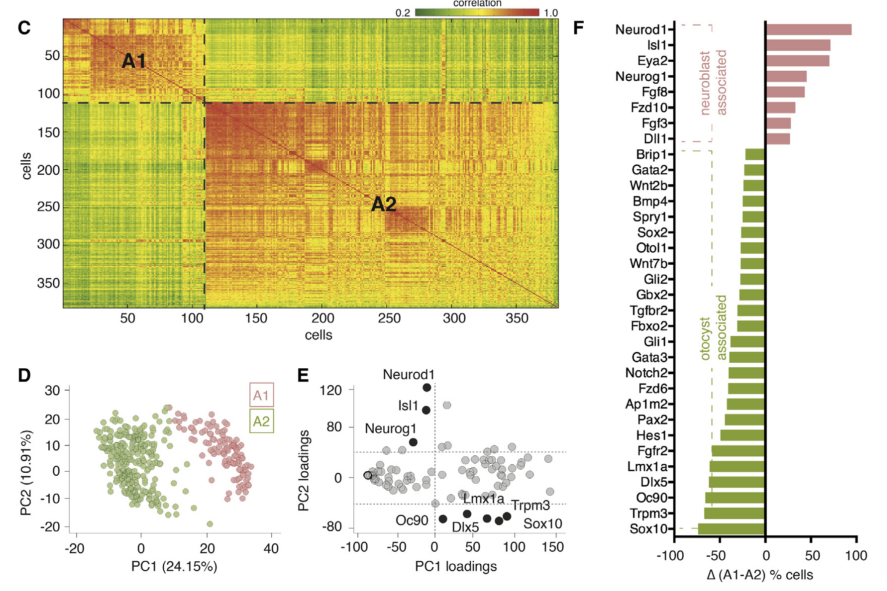 correlation
0.2 1.0
C
A1
A2
50
100
150
200
250
300
350
cells
50 100 150 200 250 300 350
cells
D
A1
A2
30
20
10
0
-10
-20
PC2 (10.91%)
-20 0 20 40
PC1 (24.15%)
E
Neurod1
Isl1
Neurog1
Lmx1a
Trpm3
Oc90
Dlx5
Sox10
120
80
0
-80
PC2 loadings
-100 -50 0 50 100 150
PC1 loadings
F
neuroblast
associated
otocyst
associated
Neurod1
Isl1
Eya2
Neurog1
Fgf8
Fzd10
Fgf3
Dll1
Brip1
Gata2
Wnt2b
Bmp4
Spry1
Sox2
Otol1
Wnt7b
Gli2
Gbx2
Tgfbr2
Fbxo2
Gli1
Gata3
Notch2
Fzd6
Ap1m2
Pax2
Hes1
Fgfr2
Lmx1a
Dlx5
Oc90
Trpm3
Sox10
-100 -50 0 50 100
Δ (A1-A2) % cells